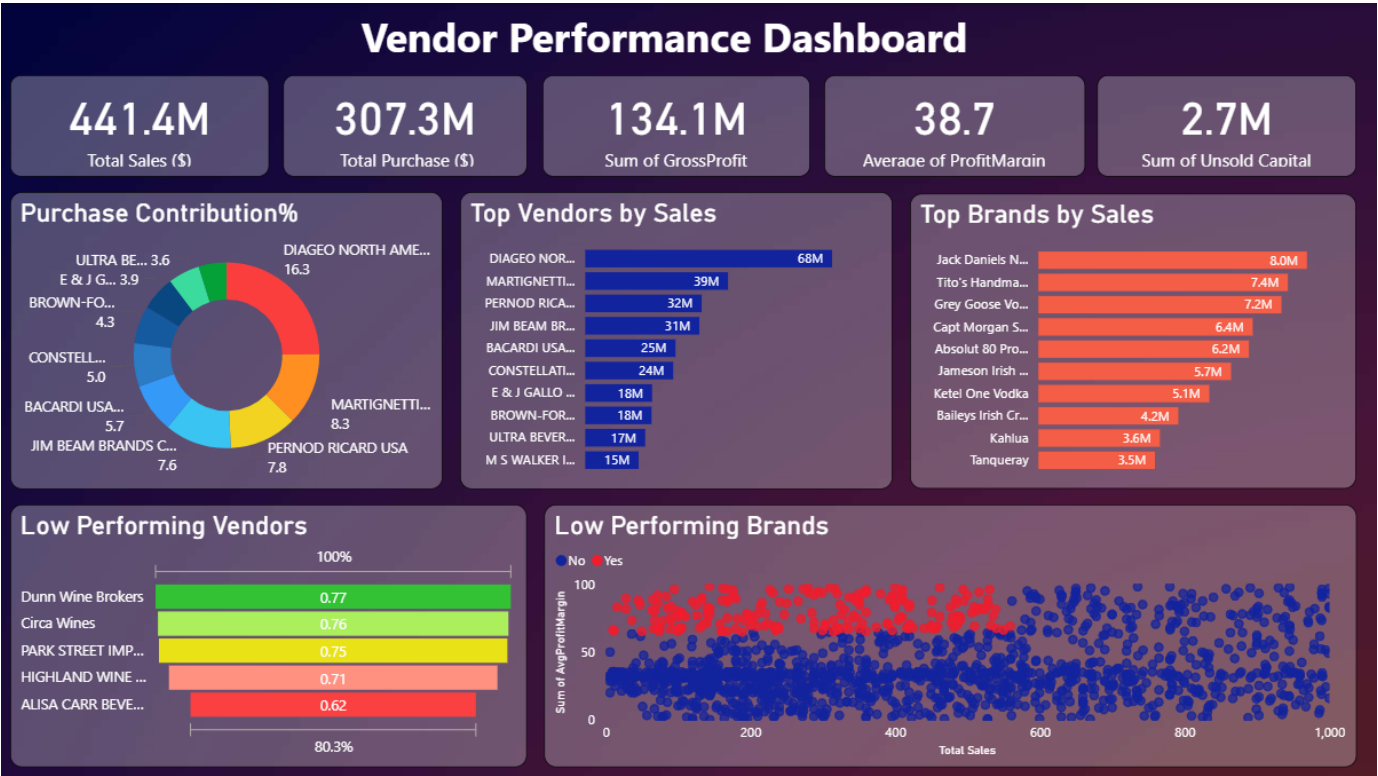 Vendor Performance Dashboard
441.4M
Total Sales ($)
307.3M
Total Purchase ($)
134.1M
Sum of GrossProfit
38.7
Average of ProfitMargin
2.7M
Sum of Unsold Capital
Purchase Contribution%
DIAGEO NORTH AME...
16.3
MARTIGNETTI...
8.3
PERNOD RICARD USA
7.8
JIM BEAM BRANDS C...
7.6
BACARDI USA...
5.7
CONSTELL...
5.0
BROWN-FO...
4.3
E & J G... 3.9
ULTRA BE... 3.6
Top Vendors by Sales
DIAGEO NOR... 68M
MARTIGNETTI... 39M
PERNOD RICA... 32M
JIM BEAM BR... 31M
BACARDI USA... 25M
CONSTELLATI... 24M
E & J GALLO ... 18M
BROWN-FOR... 18M
ULTRA BEVER... 17M
M S WALKER I... 15M
Top Brands by Sales
Jack Daniels N... 8.0M
Tito's Handma... 7.4M
Grey Goose Vo... 7.2M
Capt Morgan S... 6.4M
Absolut 80 Pro... 6.2M
Jameson Irish ... 5.7M
Ketel One Vodka 5.1M
Baileys Irish Cr... 4.2M
Kahlua 3.6M
Tanqueray 3.5M
Low Performing Vendors
100%
Dunn Wine Brokers 0.77
Circa Wines 0.76
PARK STREET IMP... 0.75
HIGHLAND WINE ... 0.71
ALISA CARR BEVE... 0.62
80.3%
Low Performing Brands
No Yes
Sum of AvgProfitMargin
100
50
0
0 200 400 600 800 1,000
Total Sales